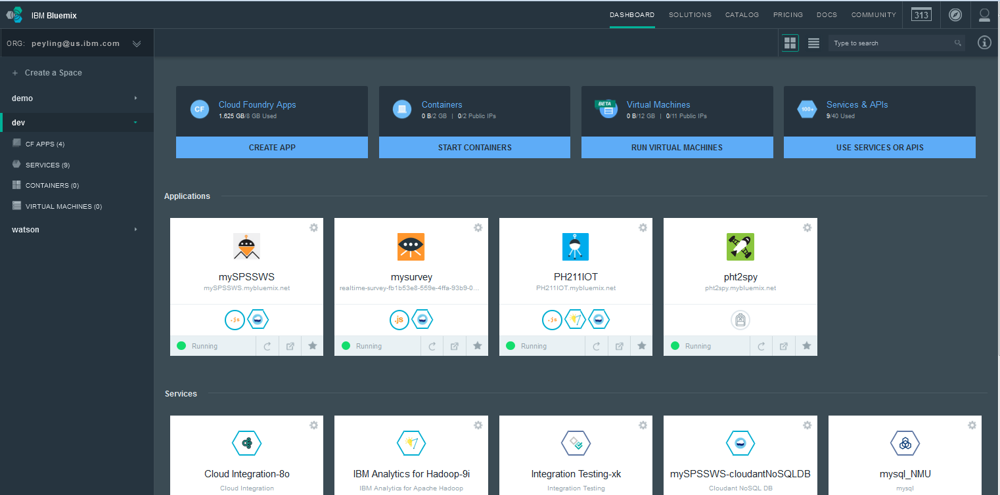 IBM Bluemix
DASHBOARD SOLUTIONS CATALOG PRICING DOCS COMMUNITY 313
ORG: peyling@us.ibm.com
Type to search
+ Create a Space
demo
dev
CF APPS (4)
SERVICES (9)
CONTAINERS (0)
VIRTUAL MACHINES (0)
watson
CF
Cloud Foundry Apps
1.625 GB/8 GB Used
CREATE APP
Containers
0 B/2 GB | 0/2 Public IPs
START CONTAINERS
BETA
Virtual Machines
0 B/12 GB | 0/11 Public IPs
RUN VIRTUAL MACHINES
100+
Services & APIs
9/40 Used
USE SERVICES OR APIS
Applications
mySPSSWS
mySPSSWS.mybluemix.net
.js
Running
mysurvey
realtime-survey-fb1b53e8-559e-4ffa-93b9-0...
.js
Running
PH211IOT
PH211IOT.mybluemix.net
.js
Running
pht2spy
pht2spy.mybluemix.net
Running
Services
Cloud Integration-8o
Cloud Integration
IBM Analytics for Hadoop-9i
IBM Analytics for Apache Hadoop
Integration Testing-xk
Integration Testing
mySPSSWS-cloudantNoSQLDB
Cloudant NoSQL DB
mysql_NMU
mysql